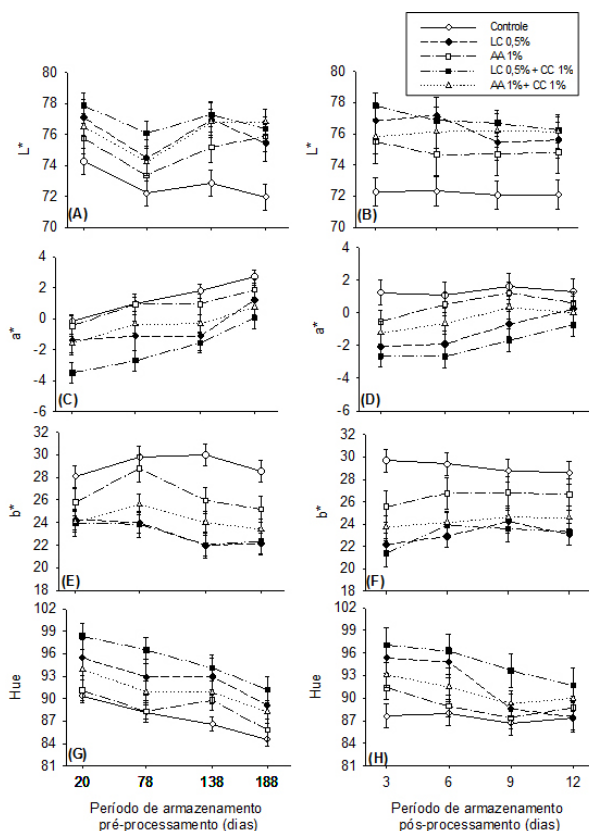 Controle
LC 0,5%
AA 1%
LC 0,5% + CC 1%
AA 1% + CC 1%
80
78
76
74
72
70
L*
(A)
80
78
76
74
72
70
L*
(B)
4
2
0
-2
-4
-6
a*
(C)
4
2
0
-2
-4
-6
a*
(D)
32
30
28
26
24
22
20
18
b*
(E)
32
30
28
26
24
22
20
18
b*
(F)
102
99
96
93
90
87
84
81
Hue
(G)
102
99
96
93
90
87
84
81
Hue
(H)
20 78 138 188
3 6 9 12
Período de armazenamento
pré-processamento (dias)
Período de armazenamento
pós-processamento (dias)